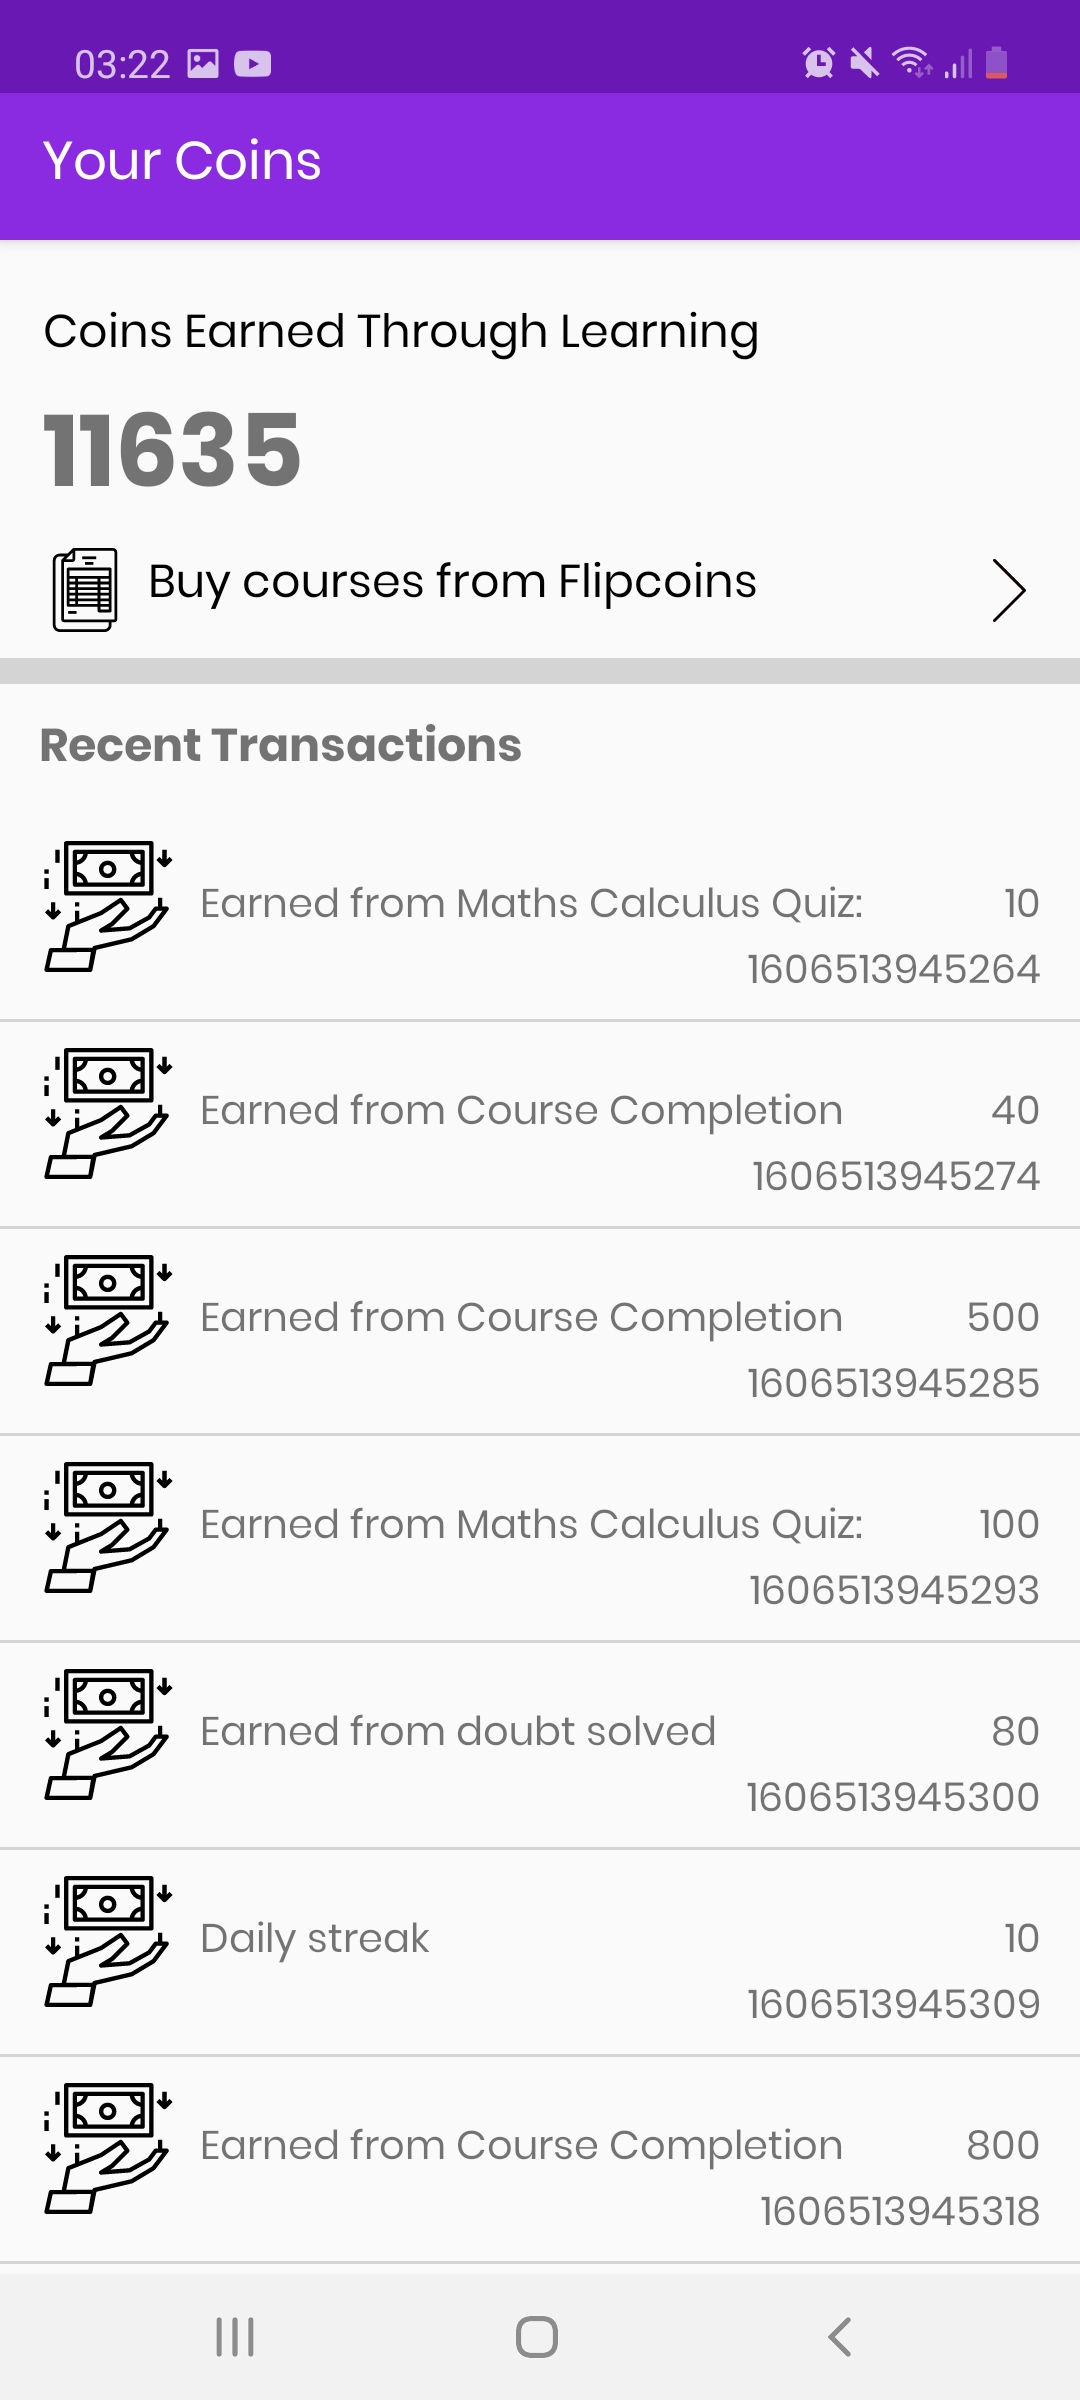 03:22
Your Coins
Coins Earned Through Learning
11635
Buy courses from Flipcoins
Recent Transactions
Earned from Maths Calculus Quiz: 10
1606513945264
Earned from Course Completion 40
1606513945274
Earned from Course Completion 500
1606513945285
Earned from Maths Calculus Quiz: 100
1606513945293
Earned from doubt solved 80
1606513945300
Daily streak 10
1606513945309
Earned from Course Completion 800
1606513945318